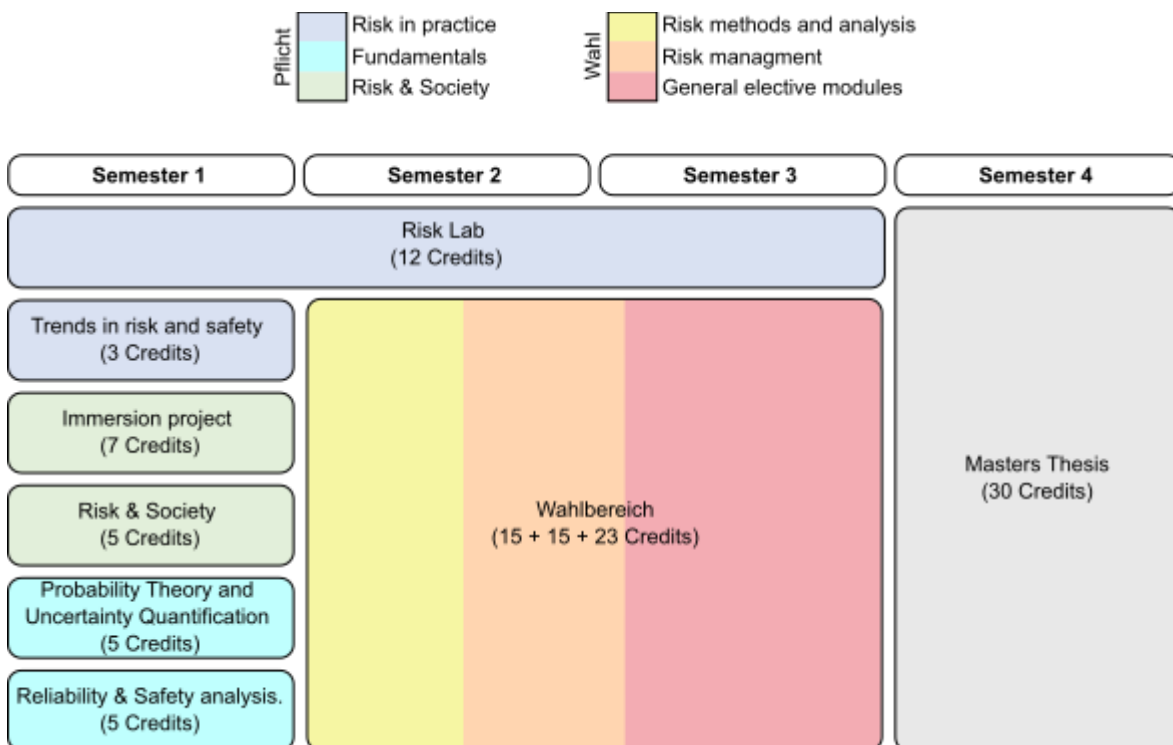 Pflicht
Risk in practice
Fundamentals
Risk & Society
Wahl
Risk methods and analysis
Risk managment
General elective modules
Semester 1
Semester 2
Semester 3
Semester 4
Risk Lab
(12 Credits)
Trends in risk and safety
(3 Credits)
Immersion project
(7 Credits)
Risk & Society
(5 Credits)
Probability Theory and
Uncertainty Quantification
(5 Credits)
Reliability & Safety analysis.
(5 Credits)
Wahlbereich
(15 + 15 + 23 Credits)
Masters Thesis
(30 Credits)